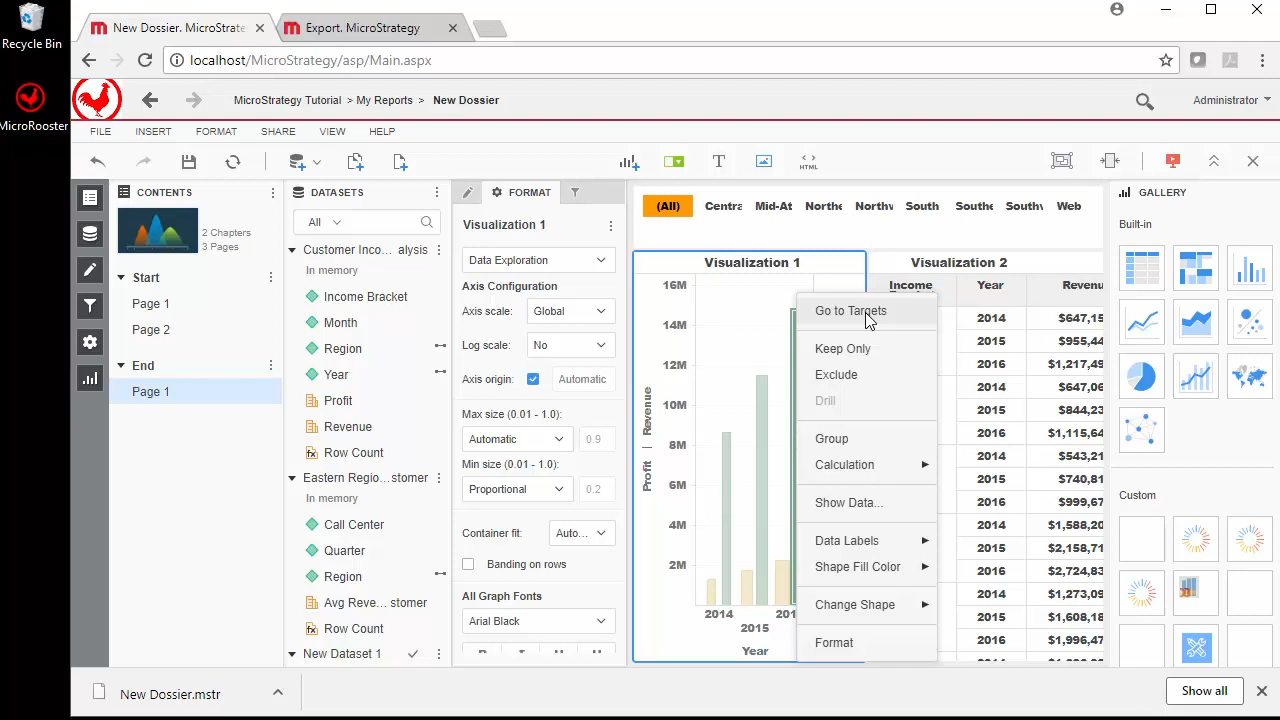 Recycle Bin
MicroRooster
New Dossier. MicroStrate
Export. MicroStrategy
localhost/MicroStrategy/asp/Main.aspx
MicroStrategy Tutorial > My Reports > New Dossier
Administrator
FILE INSERT FORMAT SHARE VIEW HELP
HTML
CONTENTS
2 Chapters
3 Pages
Start
Page 1
Page 2
End
Page 1
DATASETS
All
Customer Inco... alysis
In memory
Income Bracket
Month
Region
Year
Profit
Revenue
Row Count
Eastern Regio...stomer
In memory
Call Center
Quarter
Region
Avg Reve... stomer
Row Count
New Dataset 1
FORMAT
Visualization 1
Data Exploration
Axis Configuration
Axis scale: Global
Log scale: No
Axis origin: Automatic
Max size (0.01 - 1.0):
Automatic 0.9
Min size (0.01 - 1.0):
Proportional 0.2
Container fit: Auto...
Banding on rows
All Graph Fonts
Arial Black
(All) Centra Mid-At Northe Northv South Southe Southv Web
Visualization 1
16M
14M
12M
10M
8M
6M
4M
2M
Profit | Revenue
2014
2015
Year
Go to Targets
Keep Only
Exclude
Drill
Group
Calculation
Show Data...
Data Labels
Shape Fill Color
Change Shape
Format
Visualization 2
Income Year Revenu
2014 $647,15
2015 $955,44
2016 $1,217,49
2014 $647,06
2015 $844,23
2016 $1,115,64
2014 $543,21
2015 $740,81
2016 $999,67
2014 $1,588,20
2015 $2,158,71
2016 $2,724,83
2014 $1,273,09
2015 $1,608,18
2016 $1,996,47
GALLERY
Built-in
Custom
New Dossier.mstr
Show all